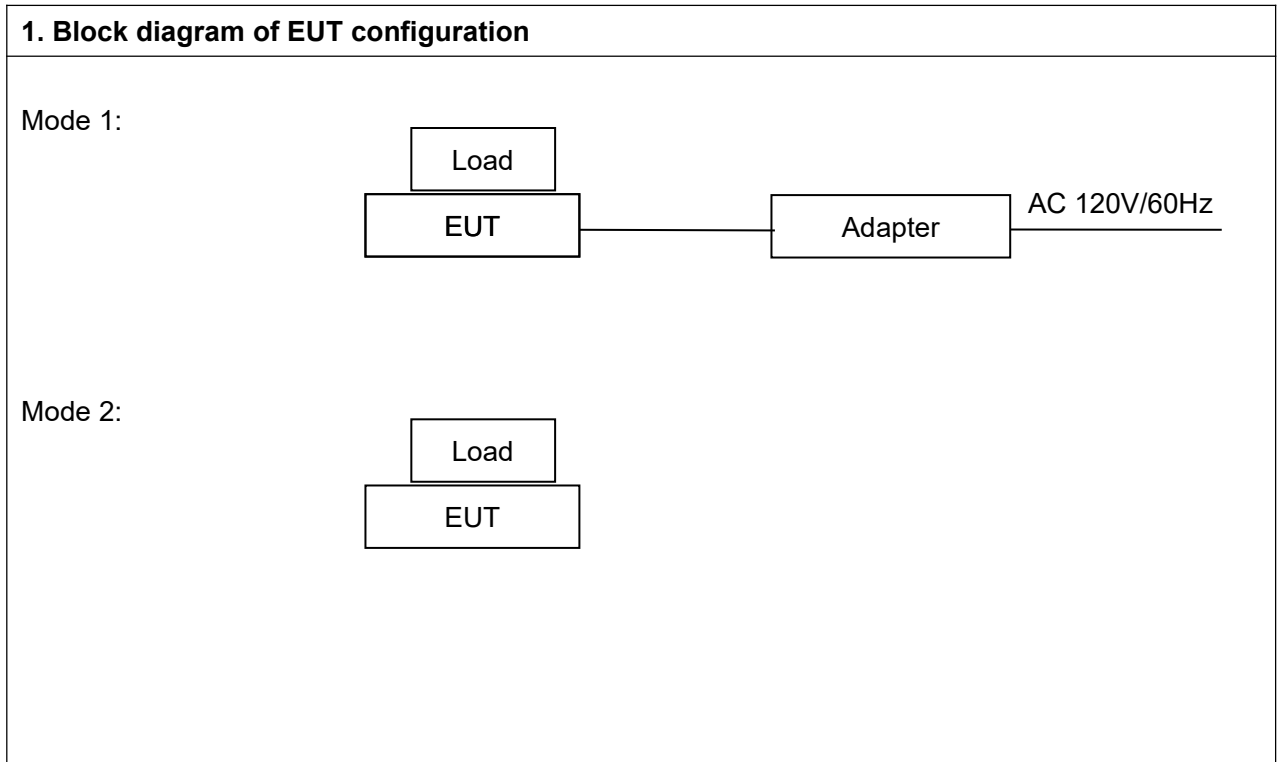 1. Block diagram of EUT configuration
Mode 1:
Load
EUT
Adapter
AC 120V/60Hz
Mode 2:
Load
EUT